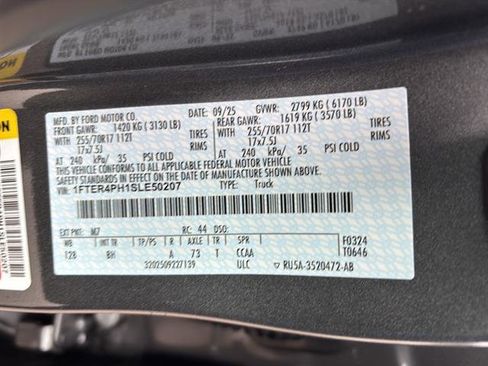 MFD. BY FORD MOTOR CO. 09/25 GVWR: 2799 KG ( 6170 LB)
FRONT GAWR: 1420 KG ( 3130 LB) REAR GAWR: 1619 KG ( 3570 LB)
WITH 255/70R17 112T TIRES WITH 255/70R17 112T TIRES
17x7.5J RIMS 17x7.5J RIMS
AT 240 kPa/ 35 PSI COLD AT 240 kPa/ 35 PSI COLD
THIS VEHICLE CONFORMS TO ALL APPLICABLE FEDERAL MOTOR VEHICLE
SAFETY STANDARDS IN EFFECT ON THE DATE OF MANUFACTURE SHOWN ABOVE.
VIN: 1FTER4PH1SLE50207 TYPE: Truck
EXT PNT: M7 RC: 44 DSO: F0324
WB INT TR TP/PS R AXLE TR SPR T0646
128 BH A 73 T CCAA
3202509227139 ULC ▽ RU5A-3520472-AB